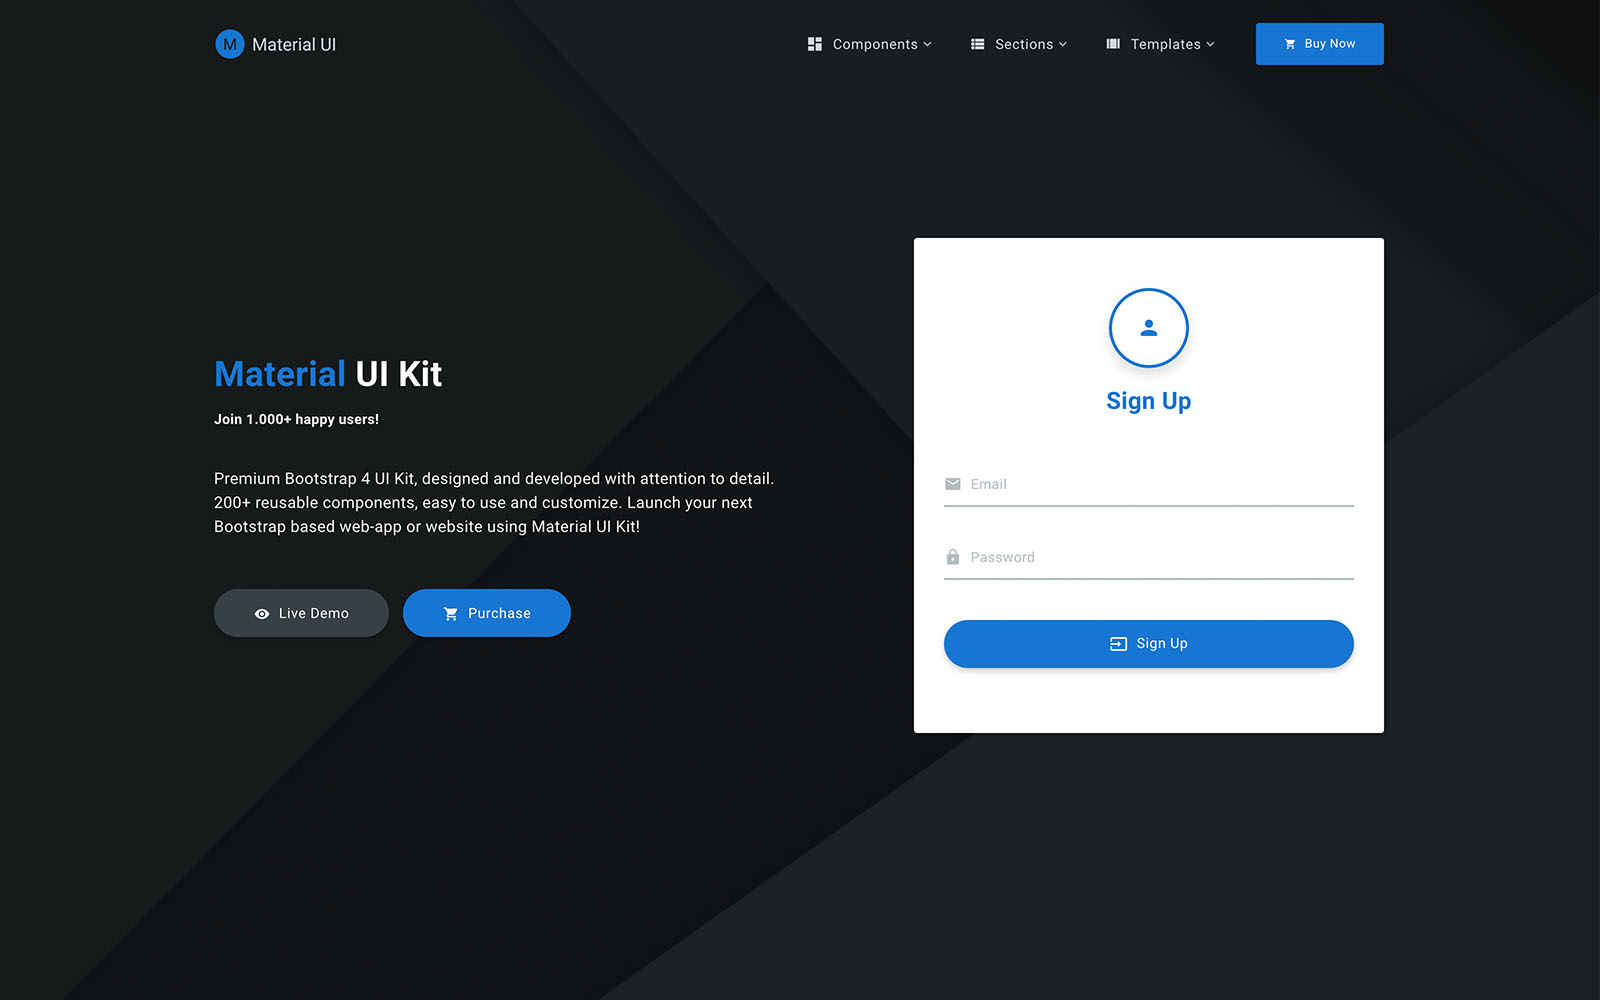 M Material UI
Components
Sections
Templates
Buy Now
Material UI Kit
Join 1.000+ happy users!
Premium Bootstrap 4 UI Kit, designed and developed with attention to detail.
200+ reusable components, easy to use and customize. Launch your next
Bootstrap based web-app or website using Material UI Kit!
Live Demo
Purchase
Sign Up
Email
Password
Sign Up